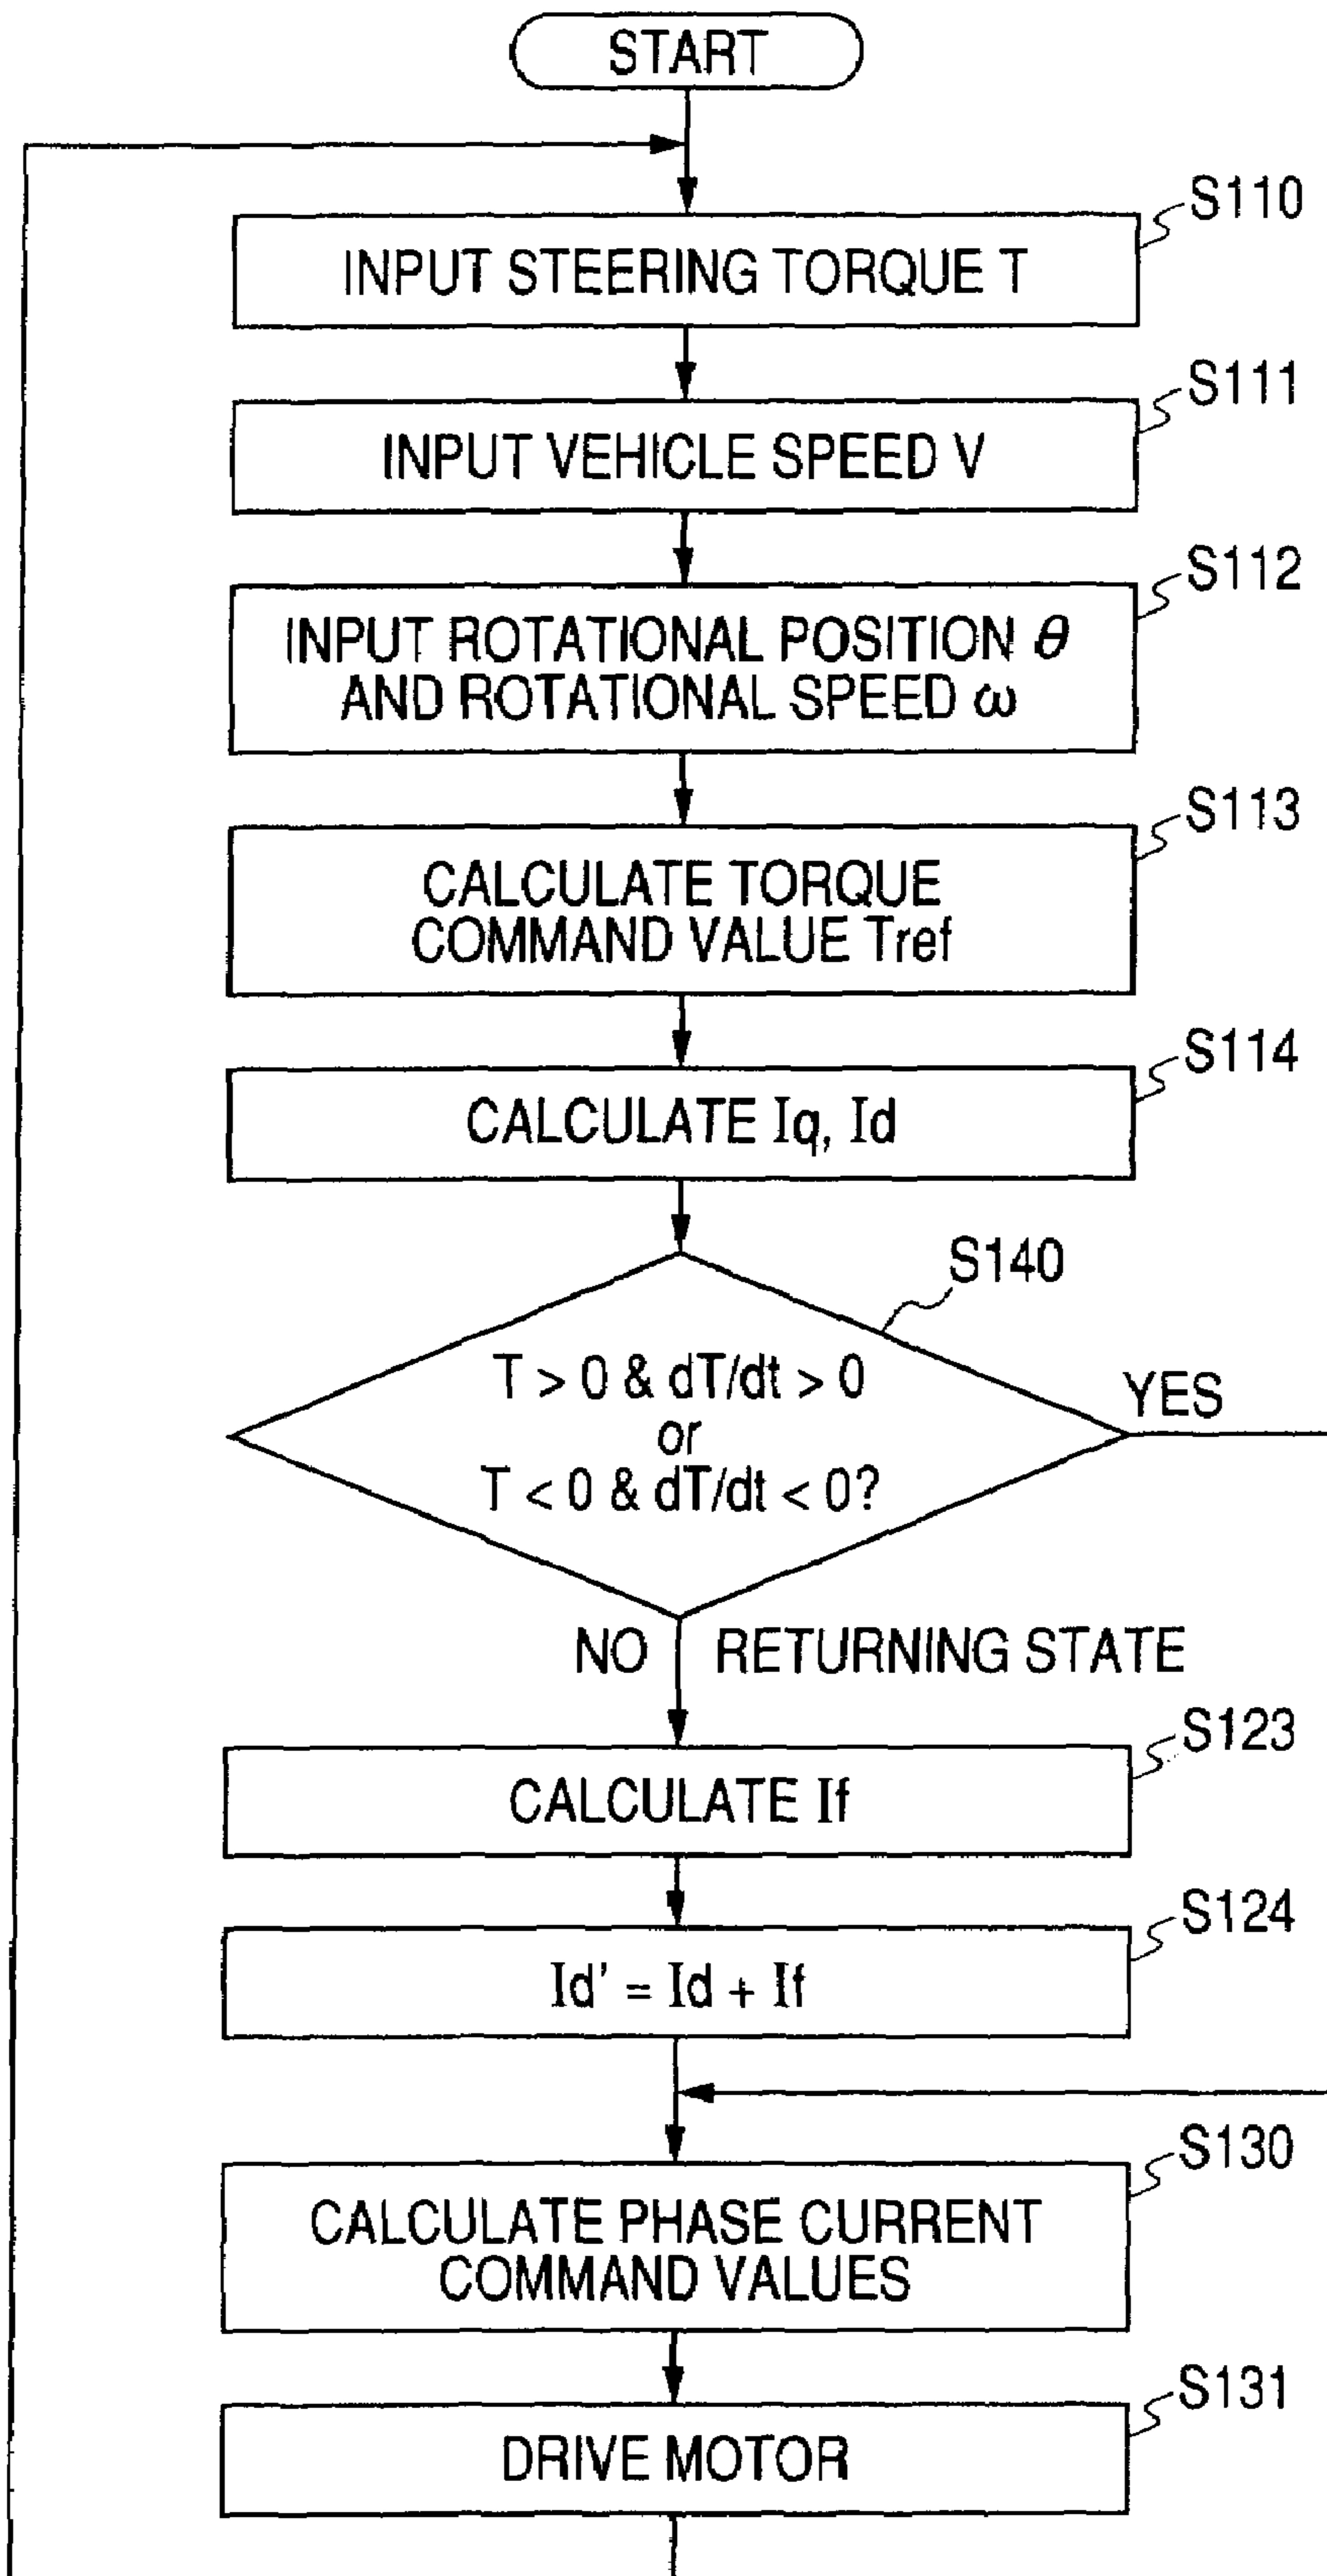 START
S110
INPUT STEERING TORQUE T
S111
INPUT VEHICLE SPEED V
S112
INPUT ROTATIONAL POSITION θ
AND ROTATIONAL SPEED ω
S113
CALCULATE TORQUE
COMMAND VALUE Tref
S114
CALCULATE Iq, Id
S140
T > 0 & dT/dt > 0
or
T < 0 & dT/dt < 0?
YES
NO RETURNING STATE
S123
CALCULATE If
S124
Id' = Id + If
S130
CALCULATE PHASE CURRENT
COMMAND VALUES
S131
DRIVE MOTOR